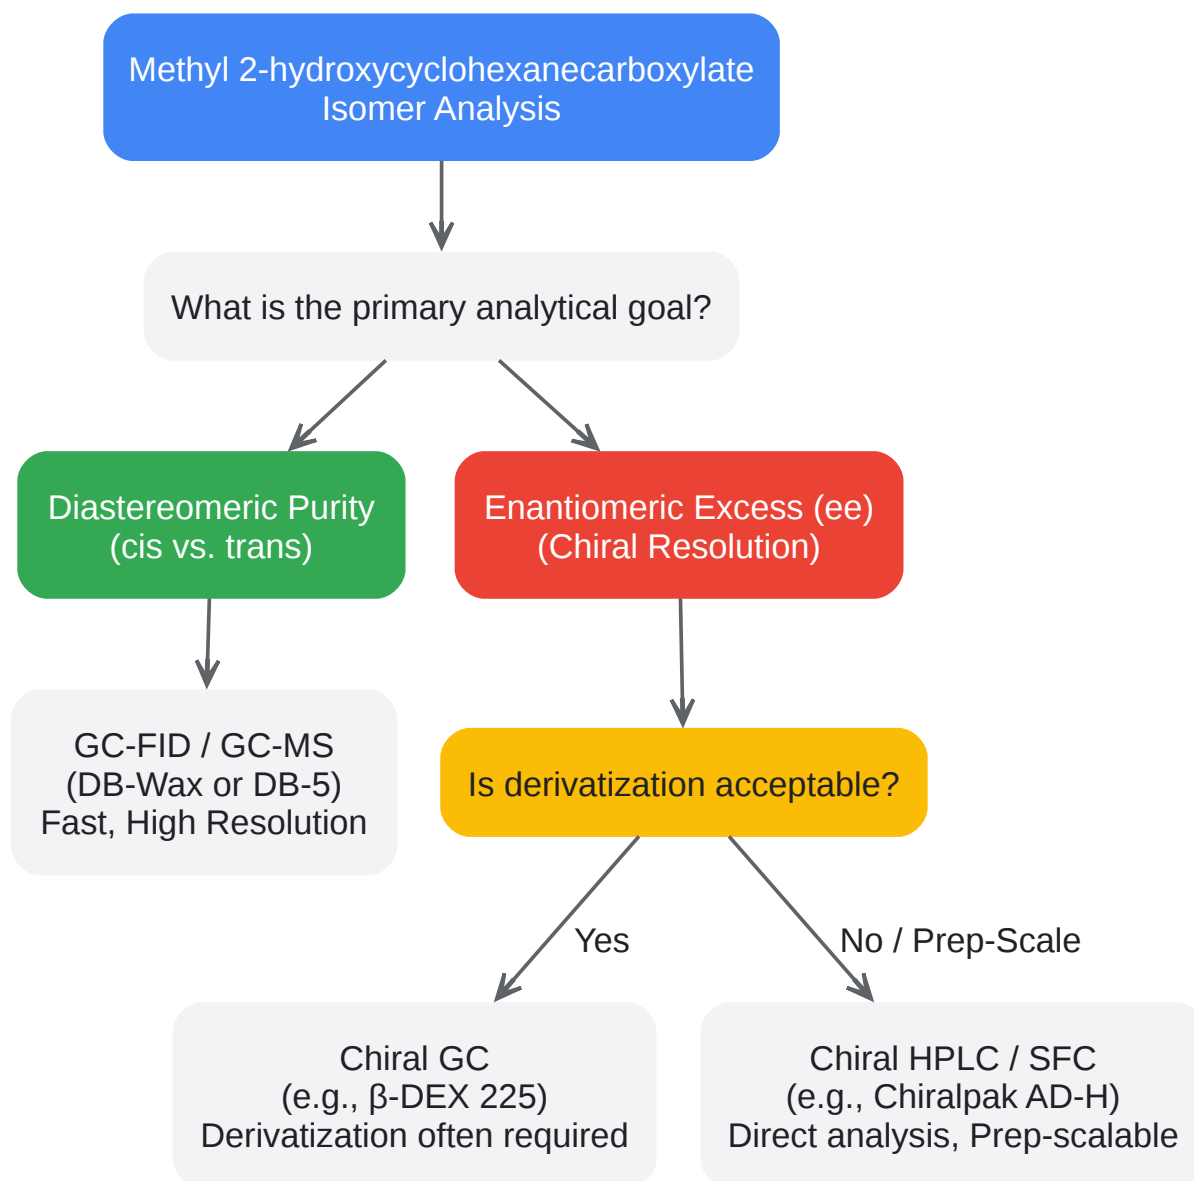 Methyl 2-hydroxycyclohexanecarboxylate
Isomer Analysis
What is the primary analytical goal?
Diastereomeric Purity
(cis vs. trans)
Enantiomeric Excess (ee)
(Chiral Resolution)
GC-FID / GC-MS
(DB-Wax or DB-5)
Fast, High Resolution
Is derivatization acceptable?
Yes
No / Prep-Scale
Chiral GC
(e.g., β-DEX 225)
Derivatization often required
Chiral HPLC / SFC
(e.g., Chiralpak AD-H)
Direct analysis, Prep-scalable